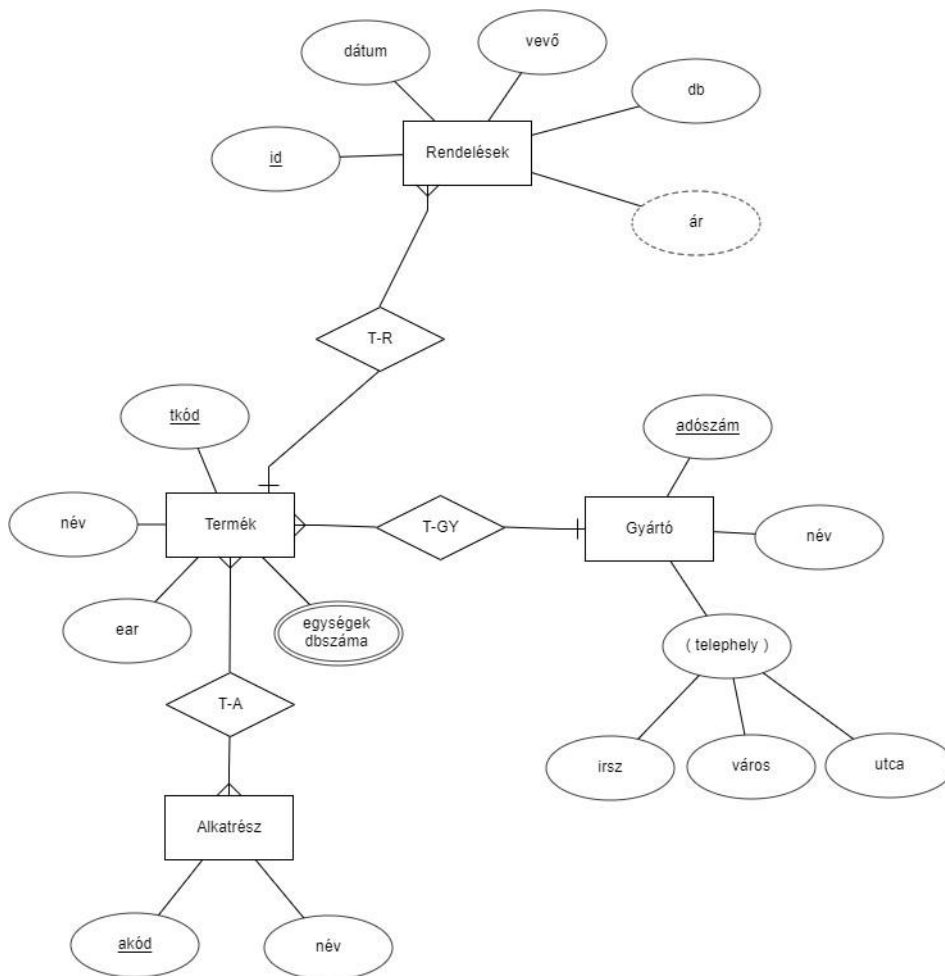 vevő
dátum
db
Rendelések
id
ár
T-R
tkód
adószám
név
Termék
T-GY
Gyártó
név
ear
egységek
dbszáma
( telephely )
T-A
irsz
város
utca
Alkatrész
akód
név